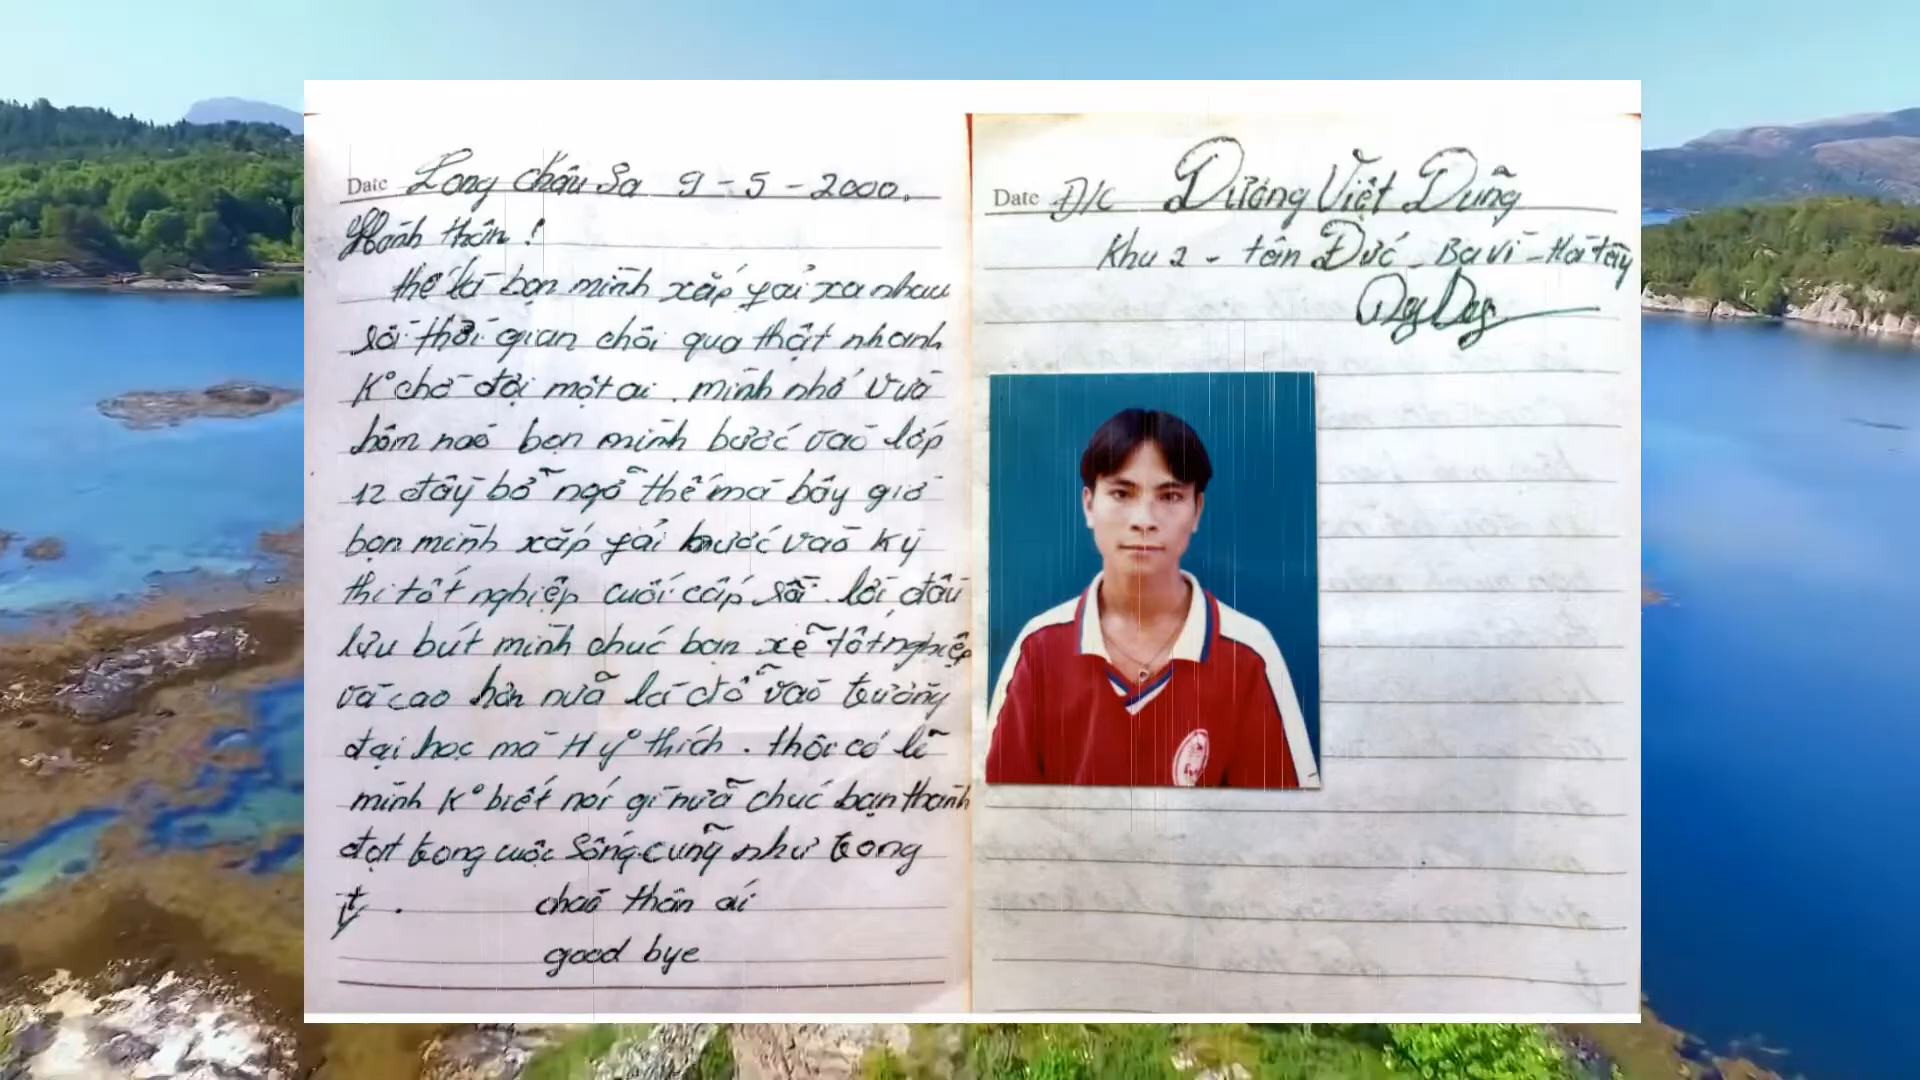 Date Long Châu Sa 9-5-2000.
Hành thân!
thế là bạn mình xắp fải xa nhau
rồi thời gian chôi qua thật nhanh
K° chờ đợi một ai. mình nhớ vừa
hôm nào bạn mình bước vào lớp
12 đầy bỡ ngỡ thế mà bây giờ
bạn mình xắp fải bước vào kỳ
thi tốt nghiệp cuối cấp rồi. lời đầu
lưu bút mình chúc bạn xẽ tốt nghiệp
và cao hơn nữa là đỗ vào trường
đại học mà H y° thích. thôi có lẽ
mình K° biết nói gì nữa chúc bạn thành
đạt trong cuộc sống cũng như trong
ty.
chào thân ái
good bye
Date Đ/C Dương Việt Dũng
Khu 2 - tân Đức - Ba Vì - Hà tây